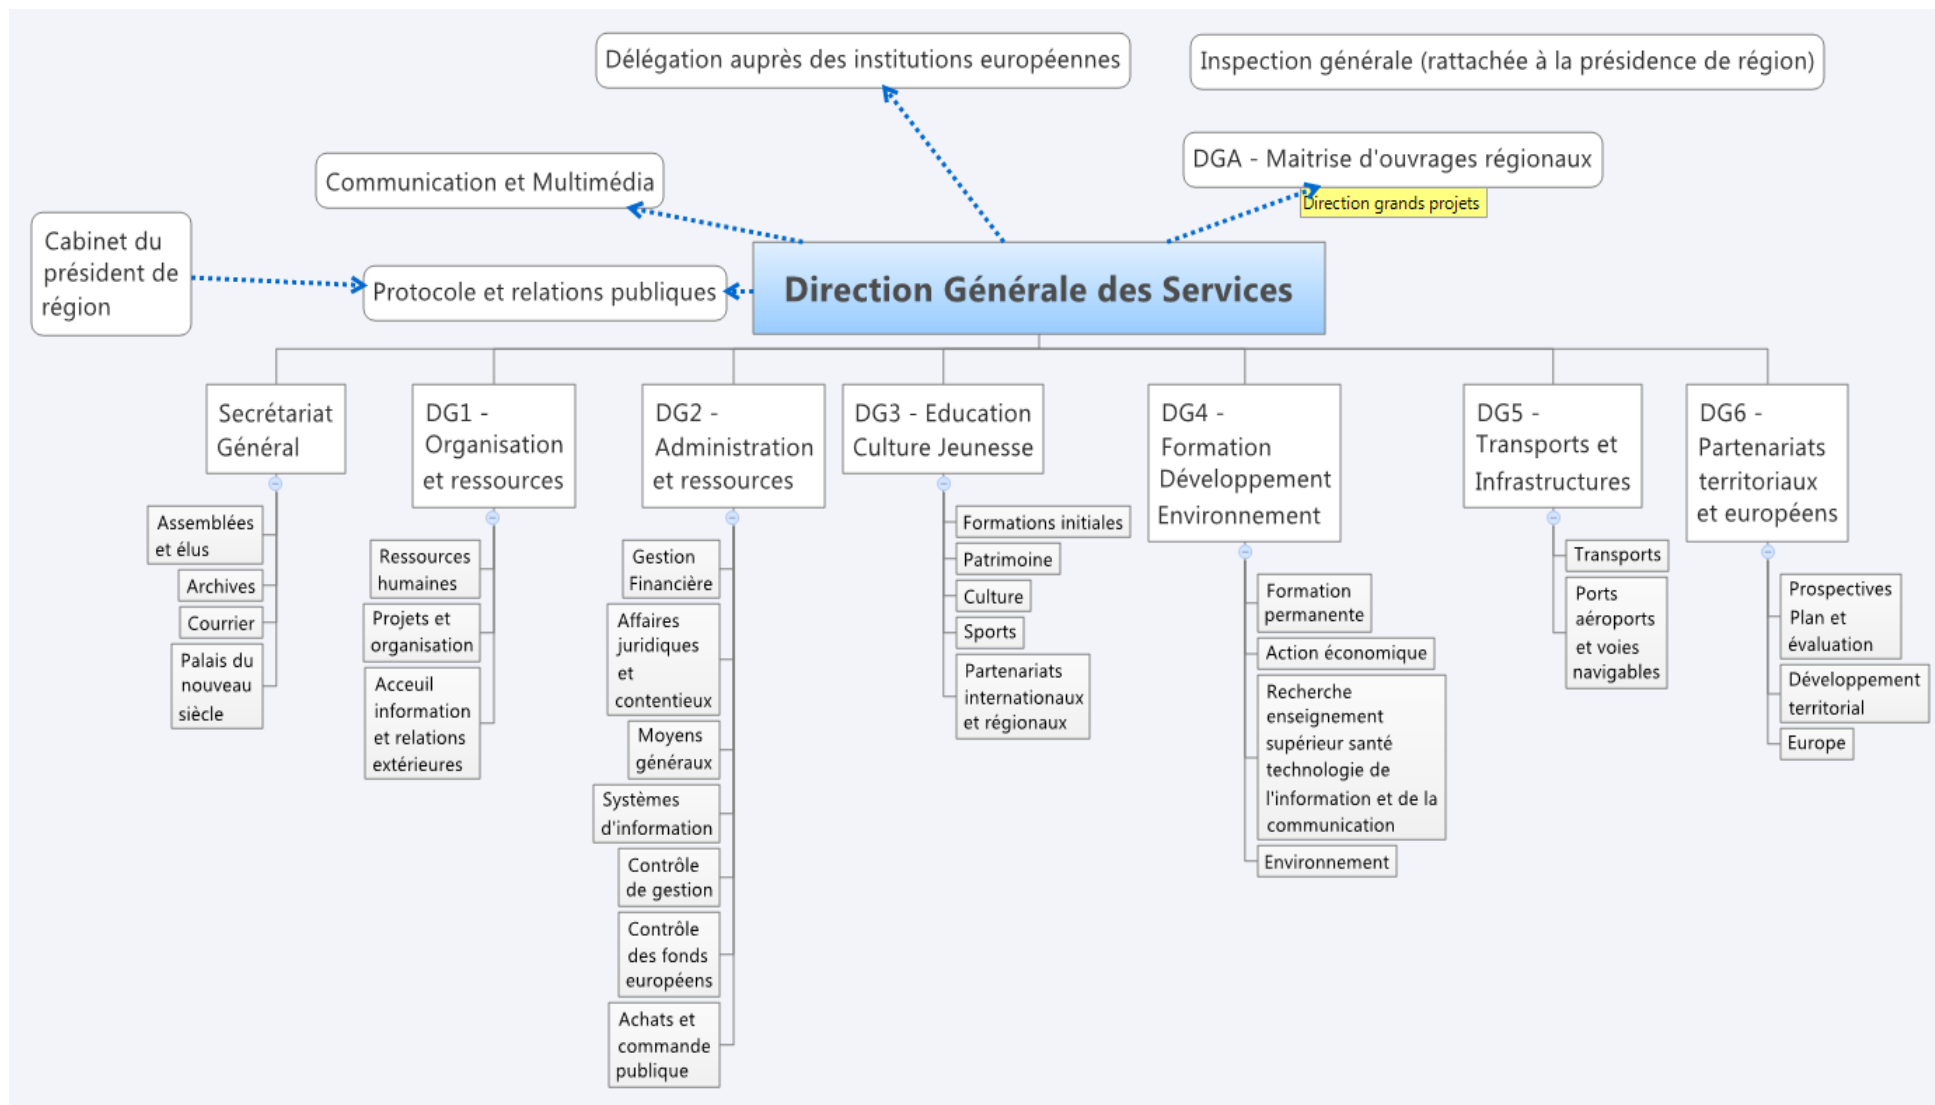 Délégation auprès des institutions européennes
Inspection générale (rattachée à la présidence de région)
DGA - Maitrise d'ouvrages régionaux
Direction grands projets
Communication et Multimédia
Cabinet du
président de
région
Protocole et relations publiques
Direction Générale des Services
Secrétariat
Général
Assemblées
et élus
Archives
Courrier
Palais du
nouveau
siècle
DG1 -
Organisation
et ressources
Ressources
humaines
Projets et
organisation
Acceuil
information
et relations
extérieures
DG2 -
Administration
et ressources
Gestion
Financière
Affaires
juridiques
et
contentieux
Moyens
généraux
Systèmes
d'information
Contrôle
de gestion
Contrôle
des fonds
européens
Achats et
commande
publique
DG3 - Education
Culture Jeunesse
Formations initiales
Patrimoine
Culture
Sports
Partenariats
internationaux
et régionaux
DG4 -
Formation
Développement
Environnement
Formation
permanente
Action économique
Recherche
enseignement
supérieur santé
technologie de
l'information et de la
communication
Environnement
DG5 -
Transports et
Infrastructures
Transports
Ports
aéroports
et voies
navigables
DG6 -
Partenariats
territoriaux
et européens
Prospectives
Plan et
évaluation
Développement
territorial
Europe